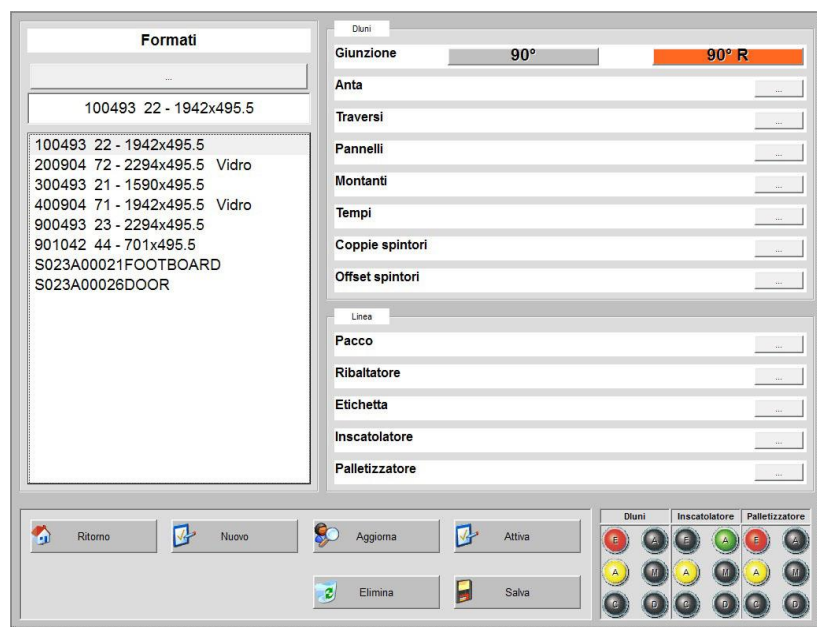 Formati
...
100493 22 - 1942x495.5
100493 22 - 1942x495.5
200904 72 - 2294x495.5 Vidro
300493 21 - 1590x495.5
400904 71 - 1942x495.5 Vidro
900493 23 - 2294x495.5
901042 44 - 701x495.5
S023A00021FOOTBOARD
S023A00026DOOR
Dluni
Giunzione 90° 90° R
Anta ...
Traversi ...
Pannelli ...
Montanti ...
Tempi ...
Coppie spintori ...
Offset spintori ...
Linea
Pacco ...
Ribaltatore ...
Etichetta ...
Inscatolatore ...
Palletizzatore ...
Ritorno Nuovo Aggiorna Attiva
Elimina Salva
Dluni Inscatolatore Palletizzatore
E A E A E A
A M A M A M
C D C D C D